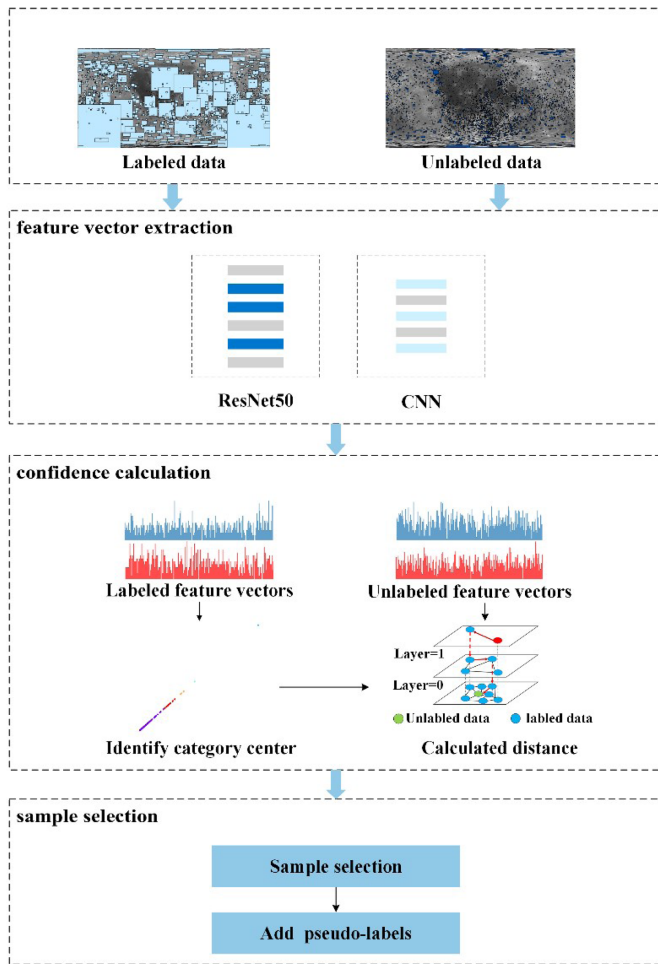 Labeled data
Unlabeled data
feature vector extraction
ResNet50
CNN
confidence calculation
Labeled feature vectors
Unlabeled feature vectors
Layer=1
Layer=0
Unlabled data
labled data
Identify category center
Calculated distance
sample selection
Sample selection
Add pseudo-labels